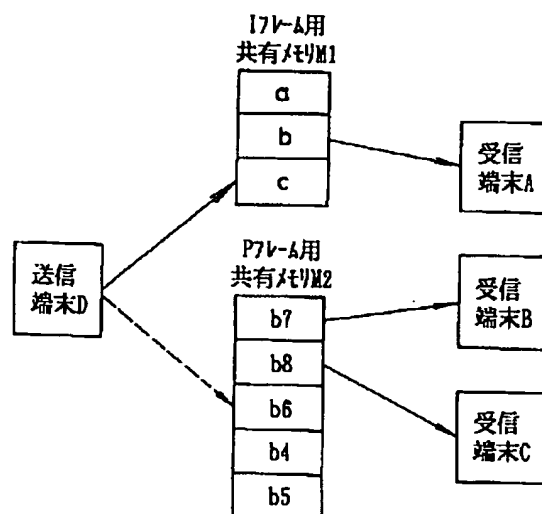 Iフレーム用
共有メモリM1
a
b
c
受信
端末A
送信
端末D
Pフレーム用
共有メモリM2
b7
b8
b6
b4
b5
受信
端末B
受信
端末C